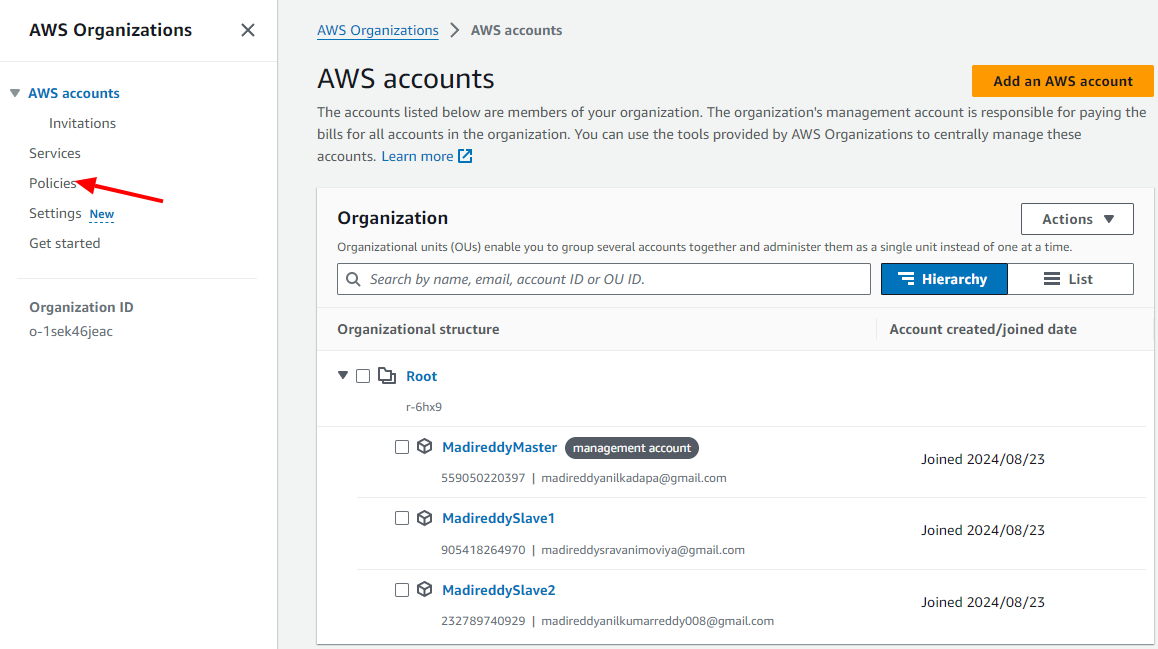 AWS Organizations
AWS accounts
Invitations
Services
Policies
Settings New
Get started
Organization ID
o-1sek46jeac
AWS Organizations > AWS accounts
AWS accounts
Add an AWS account
The accounts listed below are members of your organization. The organization's management account is responsible for paying the
bills for all accounts in the organization. You can use the tools provided by AWS Organizations to centrally manage these
accounts. Learn more
Organization
Actions
Organizational units (OUs) enable you to group several accounts together and administer them as a single unit instead of one at a time.
Search by name, email, account ID or OU ID.
Hierarchy
List
Organizational structure
Account created/joined date
Root
r-6hx9
MadireddyMaster management account
Joined 2024/08/23
559050220397 | madireddyanilkadapa@gmail.com
MadireddySlave1
Joined 2024/08/23
905418264970 | madireddysravanimoviya@gmail.com
MadireddySlave2
Joined 2024/08/23
232789740929 | madireddyanilkumarreddy008@gmail.com